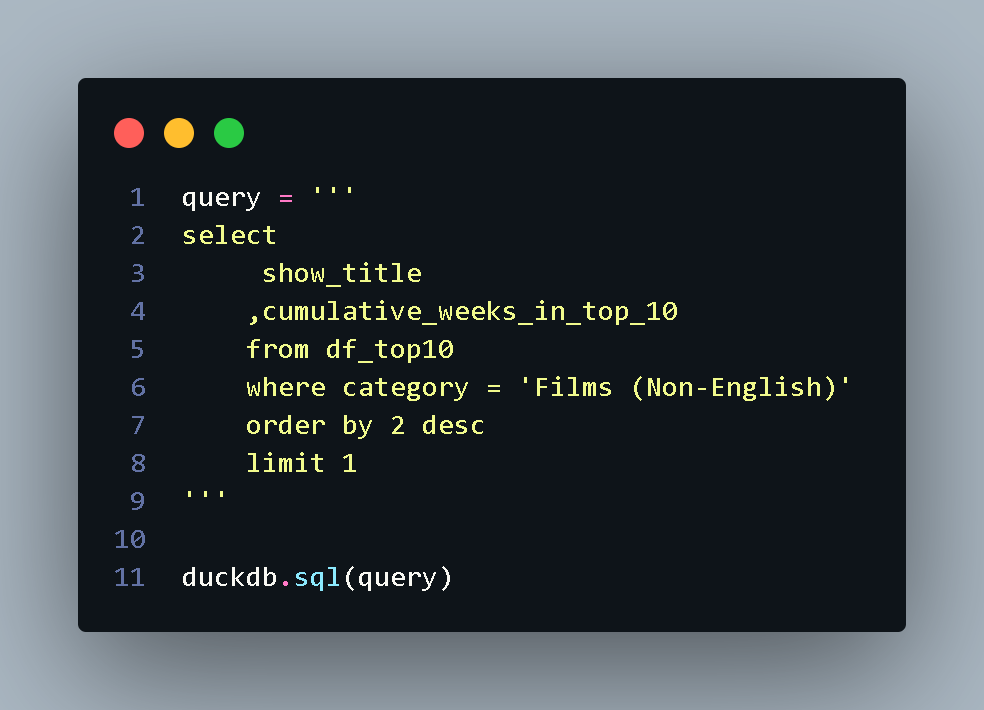 1 query = '''
2 select
3      show_title
4     ,cumulative_weeks_in_top_10
5     from df_top10
6     where category = 'Films (Non-English)'
7     order by 2 desc
8     limit 1
9 '''
10
11 duckdb.sql(query)